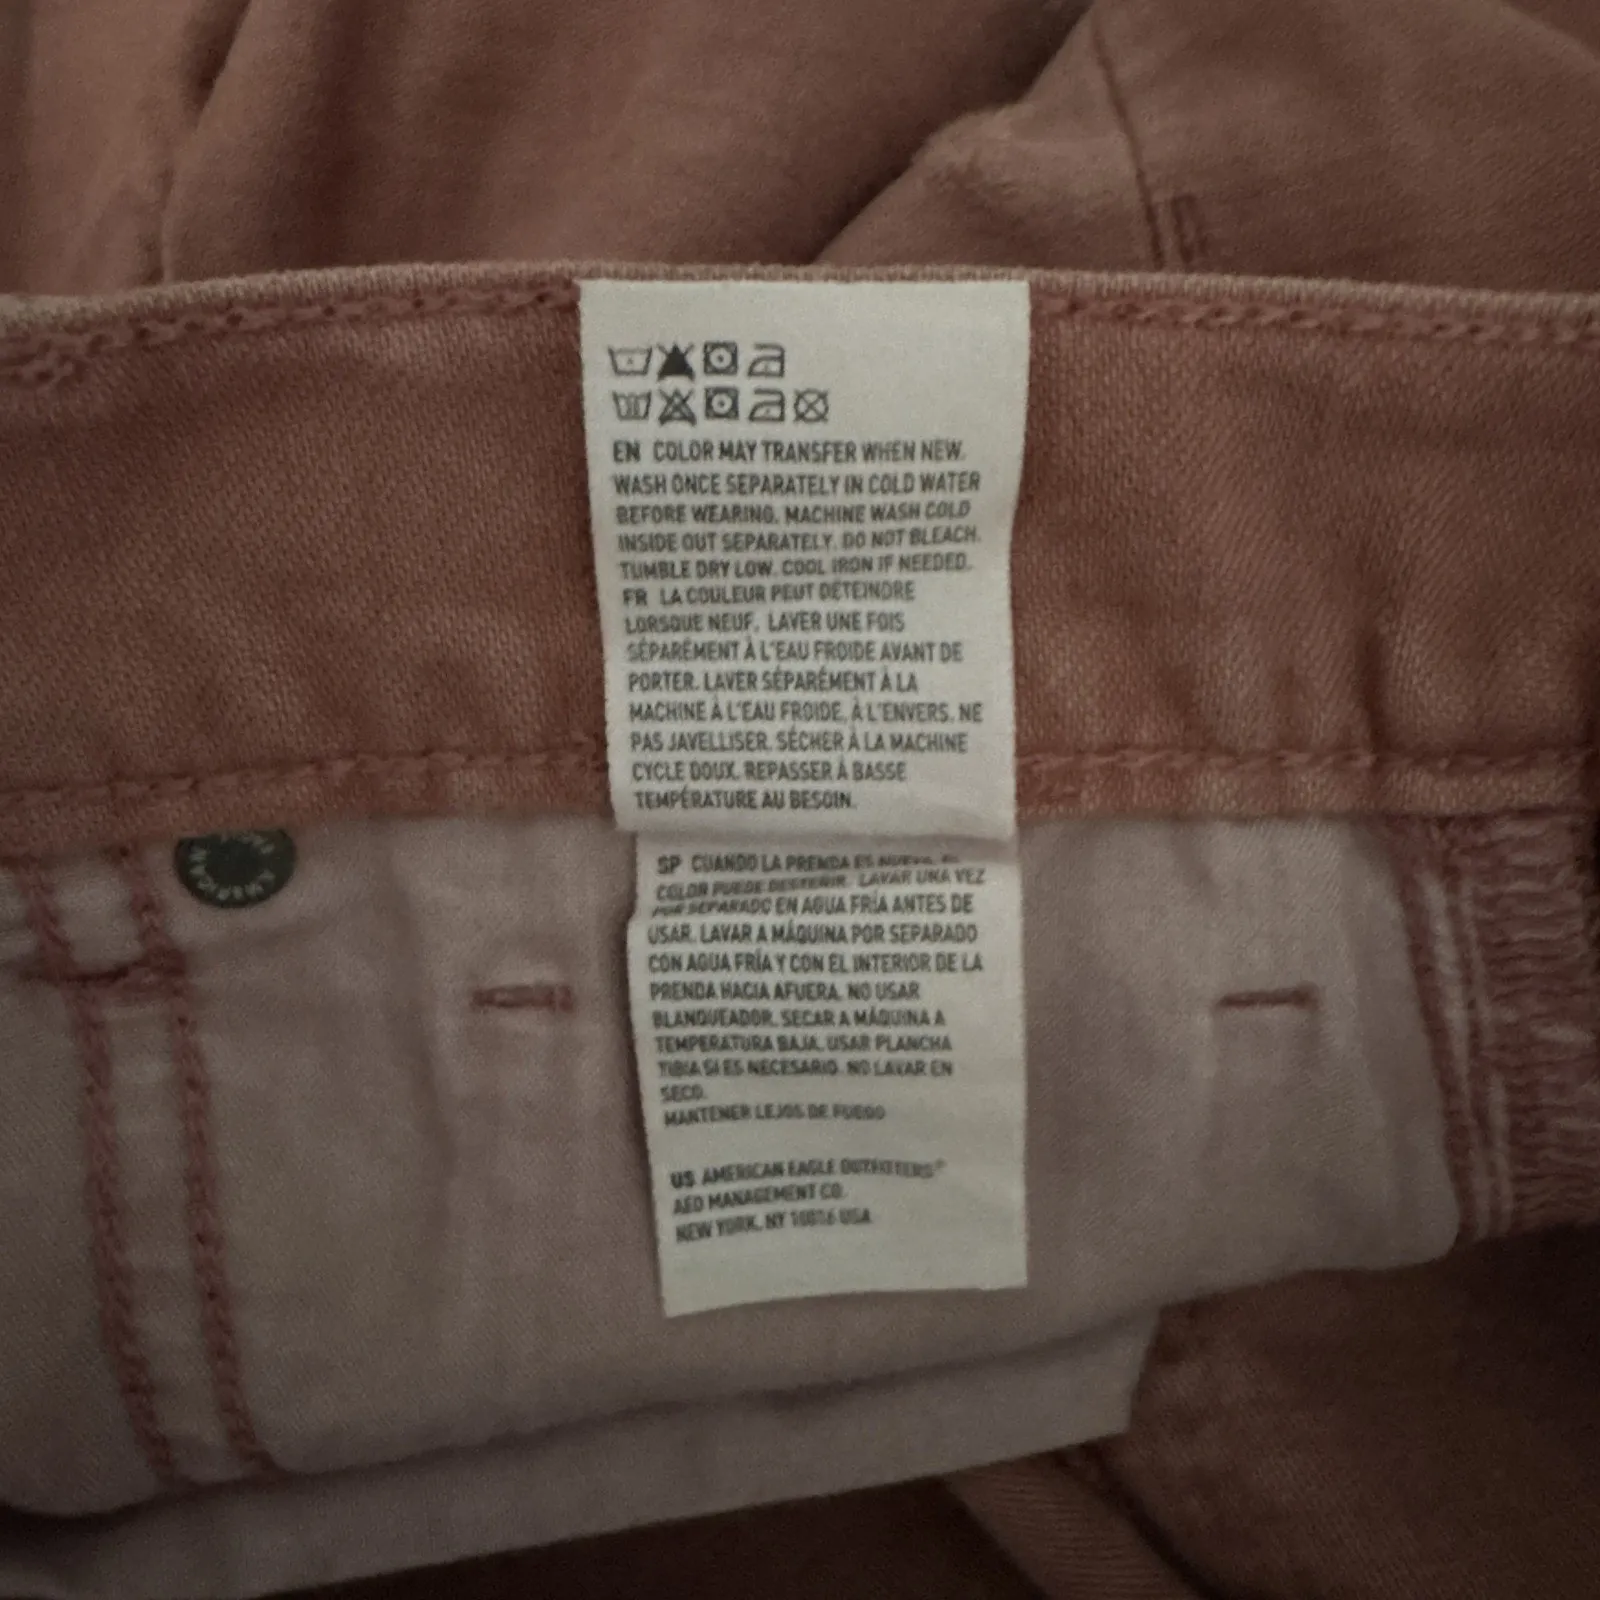 EN COLOR MAY TRANSFER WHEN NEW.
WASH ONCE SEPARATELY IN COLD WATER
BEFORE WEARING. MACHINE WASH COLD
INSIDE OUT SEPARATELY. DO NOT BLEACH.
TUMBLE DRY LOW. COOL IRON IF NEEDED.
FR LA COULEUR PEUT DÉTEINDRE
LORSQUE NEUF. LAVER UNE FOIS
SÉPARÉMENT À L'EAU FROIDE AVANT DE
PORTER. LAVER SÉPARÉMENT À LA
MACHINE À L'EAU FROIDE, À L'ENVERS. NE
PAS JAVELLISER. SÉCHER À LA MACHINE
CYCLE DOUX. REPASSER À BASSE
TEMPÉRATURE AU BESOIN.
SP CUANDO LA PRENDA ES NUEVA, EL
COLOR PUEDE DESTEÑIR. LAVAR UNA VEZ
POR SEPARADO EN AGUA FRÍA ANTES DE
USAR. LAVAR A MÁQUINA POR SEPARADO
CON AGUA FRÍA Y CON EL INTERIOR DE LA
PRENDA HACIA AFUERA. NO USAR
BLANQUEADOR. SECAR A MÁQUINA A
TEMPERATURA BAJA. USAR PLANCHA
TIBIA SI ES NECESARIO. NO LAVAR EN
SECO.
MANTENER LEJOS DE FUEGO
US AMERICAN EAGLE OUTFITTERS®
AEO MANAGEMENT CO.
NEW YORK, NY 10016 USA
AMERICAN